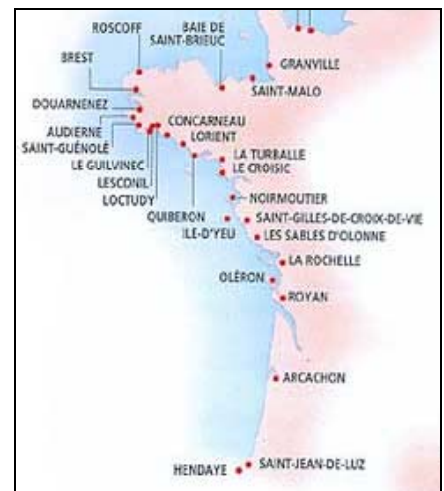 ROSCOFF
BAIE DE
SAINT-BRIEUC
GRANVILLE
BREST
SAINT-MALO
DOUARNENEZ
CONCARNEAU
AUDIERNE
LORIENT
SAINT-GUÉNOLÉ
LE GUILVINEC
LA TURBALLE
LE CROISIC
LESCONIL
LOCTUDY
NOIRMOUTIER
QUIBERON
SAINT-GILLES-DE-CROIX-DE-VIE
ILE-D'YEU
LES SABLES D'OLONNE
LA ROCHELLE
OLÉRON
ROYAN
ARCACHON
HENDAYE
SAINT-JEAN-DE-LUZ